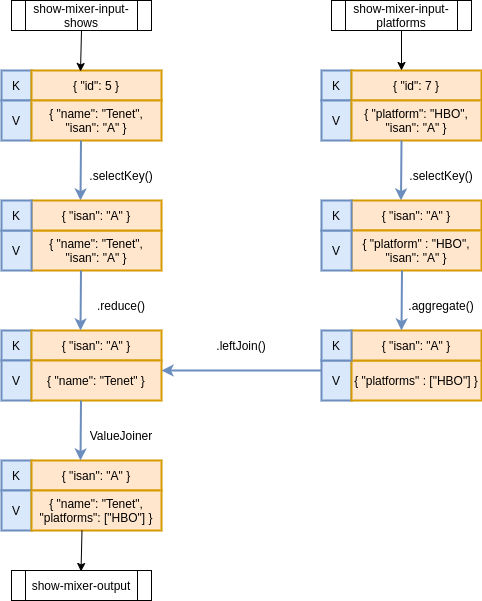 show-mixer-input-
shows
K
{ "id": 5 }
V
{ "name": "Tenet",
"isan": "A" }
.selectKey()
K
{ "isan": "A" }
V
{ "name": "Tenet",
"isan": "A" }
.reduce()
K
{ "isan": "A" }
V
{ "name": "Tenet" }
ValueJoiner
K
{ "isan": "A" }
V
{ "name": "Tenet",
"platforms": ["HBO"] }
show-mixer-output
.leftJoin()
show-mixer-input-
platforms
K
{ "id": 7 }
V
{ "platform": "HBO",
"isan": "A" }
.selectKey()
K
{ "isan": "A" }
V
{ "platform" : "HBO",
"isan": "A" }
.aggregate()
K
{ "isan": "A" }
V
{ "platforms" : ["HBO"] }